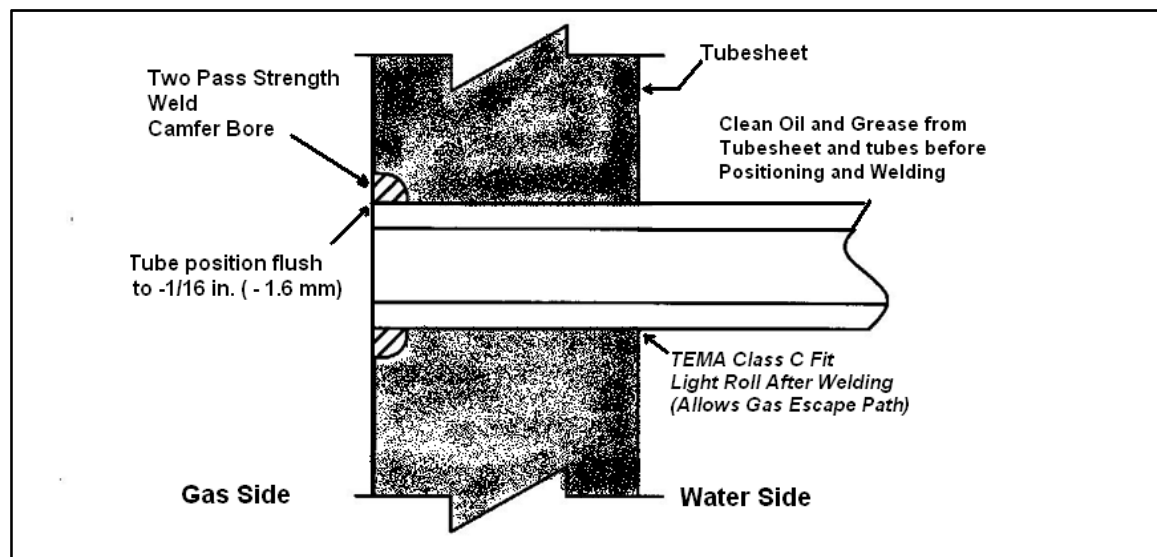 Two Pass Strength
Weld
Camfer Bore
Tube position flush
to -1/16 in. ( - 1.6 mm)
Gas Side
Tubesheet
Clean Oil and Grease from
Tubesheet and tubes before
Positioning and Welding
TEMA Class C Fit
Light Roll After Welding
(Allows Gas Escape Path)
Water Side